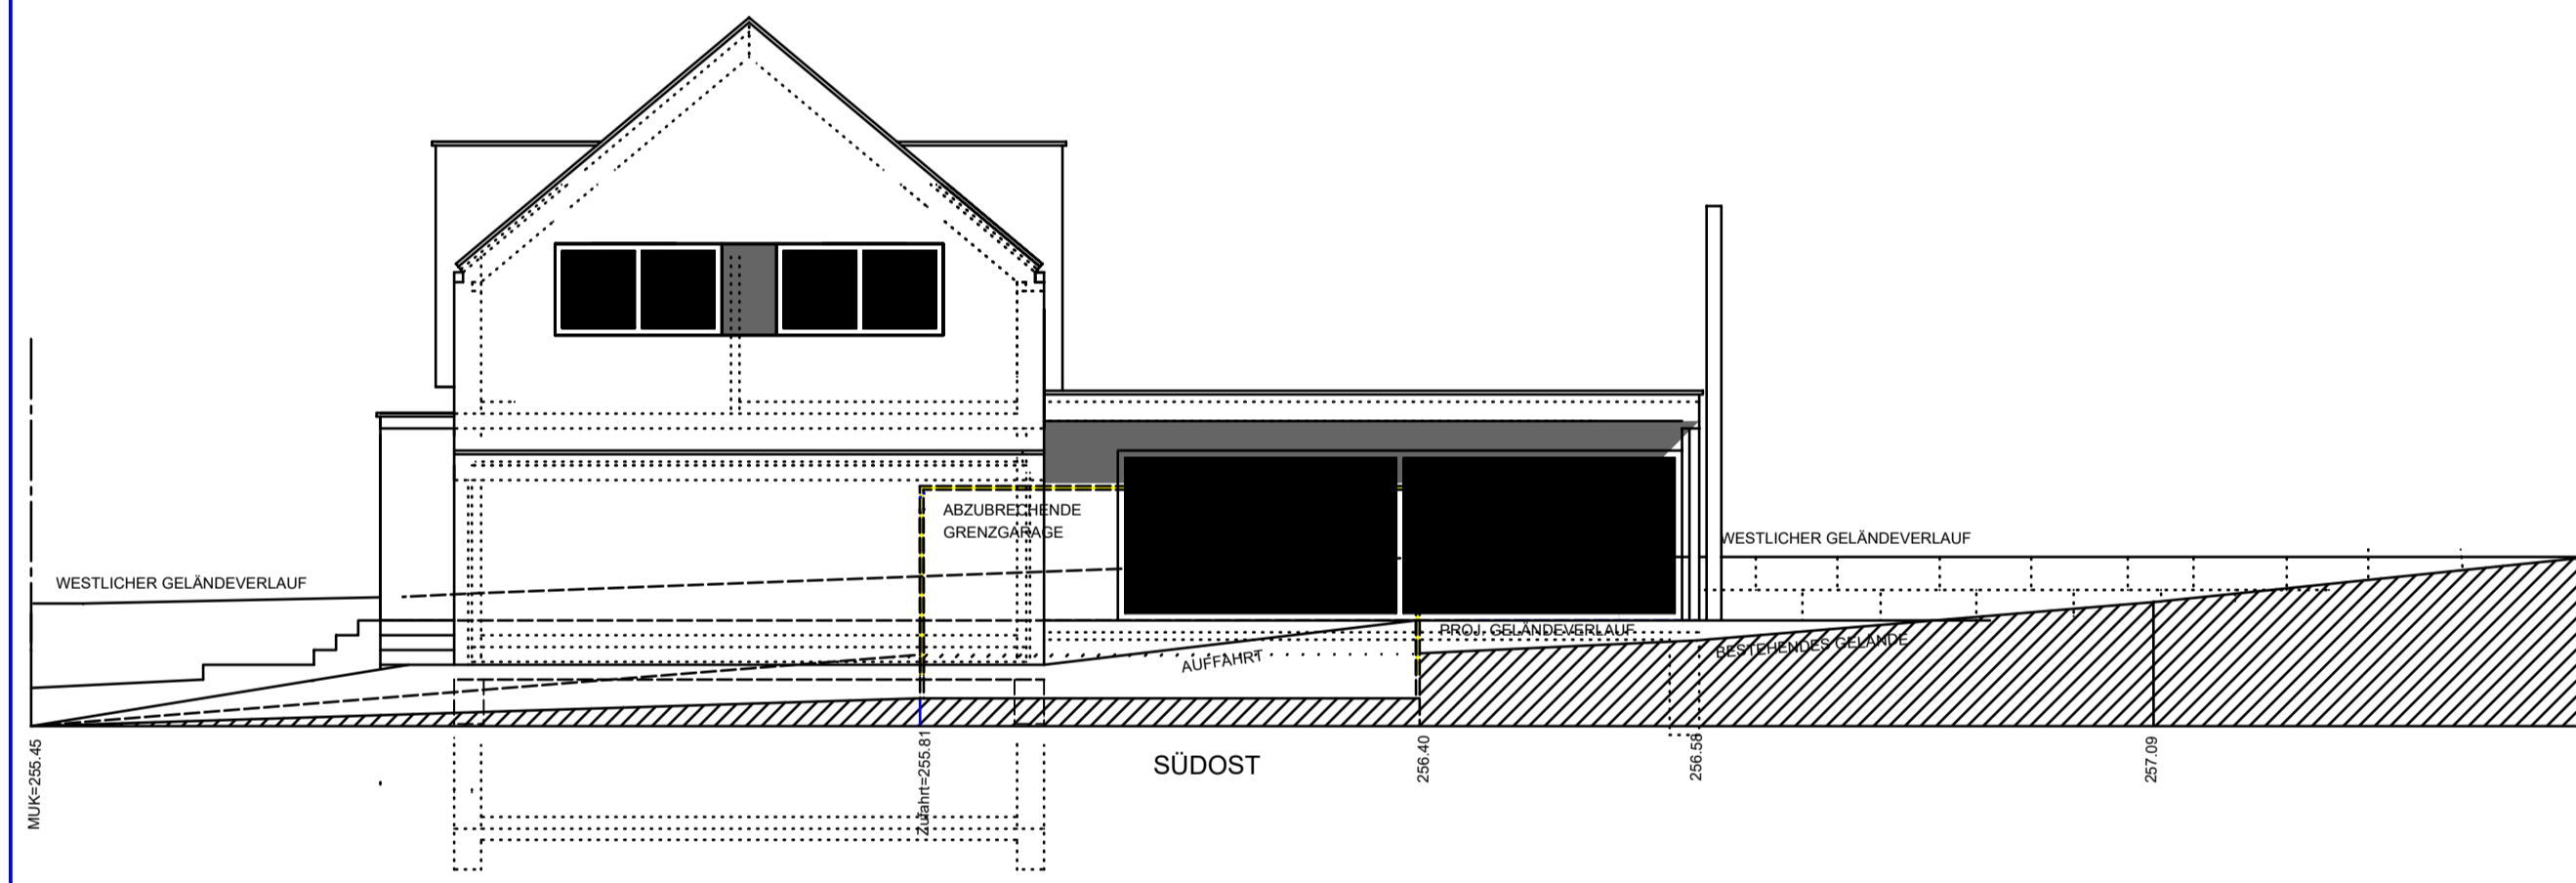 ABZUBRECHENDE
GRENZGARAGE
WESTLICHER GELÄNDEVERLAUF
WESTLICHER GELÄNDEVERLAUF
PROJ. GELÄNDEVERLAUF
BESTEHENDES GELÄNDE
AUFFAHRT
MUK=255.45
Zufahrt=255.81
SÜDOST
256.40
256.58
257.09